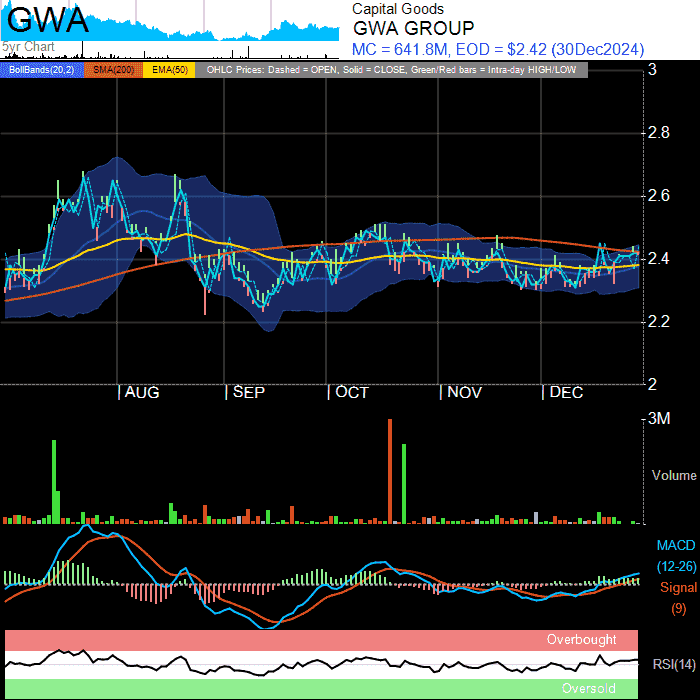 GWA
5yr Chart
Capital Goods
GWA GROUP
MC = 641.8M, EOD = $2.42 (30Dec2024)
BollBands(20,2) SMA(200) EMA(50) OHLC Prices: Dashed = OPEN, Solid = CLOSE, Green/Red bars = Intra-day HIGH/LOW
3
2.8
2.6
2.4
2.2
2
AUG SEP OCT NOV DEC
3M
Volume
MACD
(12-26)
Signal
(9)
Overbought
RSI(14)
Oversold